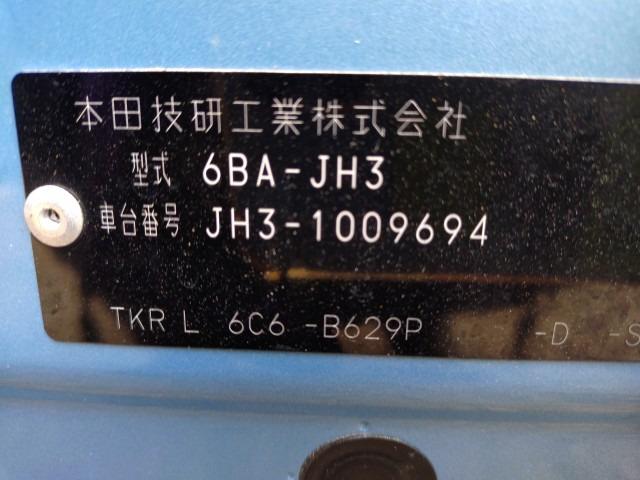 本田技研工業株式会社
型式 6BA-JH3
車台番号 JH3-1009694
TKR L 6C6 -B629P -D -S